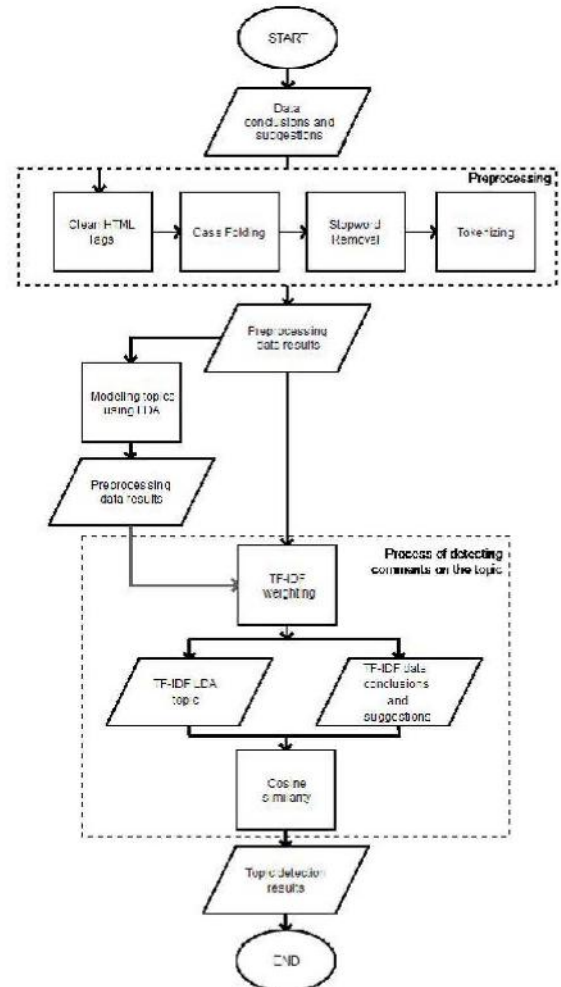 START
Data
conclusions and
suggestions
Preprocessing
Clean HTML
Tags
Case Folding
Stopword
Removal
Tokenizing
Preprocessing
data results
Modeling topics
using LDA
Preprocessing
data results
Process of detecting
comments on the topic
TF-IDF
weighting
TF-IDF LDA
topic
TF-IDF data
conclusions
and
suggestions
Cosine
similarity
Topic detection
results
END